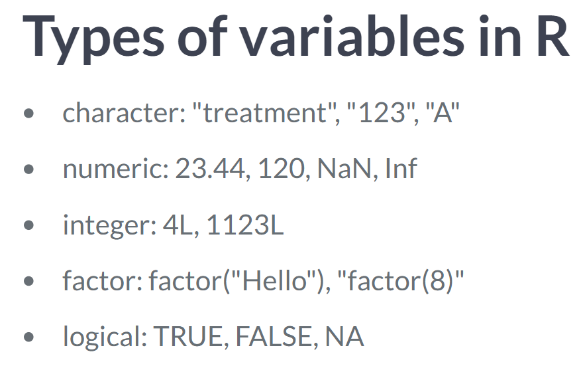 Types of variables in R
• character: "treatment", "123", "A"
• numeric: 23.44, 120, NaN, Inf
• integer: 4L, 1123L
• factor: factor("Hello"), "factor(8)"
• logical: TRUE, FALSE, NA